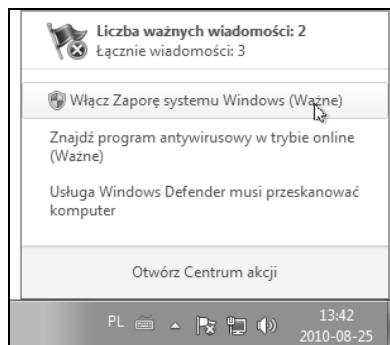 Liczba ważnych wiadomości: 2
Łącznie wiadomości: 3
Włącz Zaporę systemu Windows (Ważne)
Znajdź program antywirusowy w trybie online
(Ważne)
Usługa Windows Defender musi przeskanować
komputer
Otwórz Centrum akcji
PL
13:42
2010-08-25